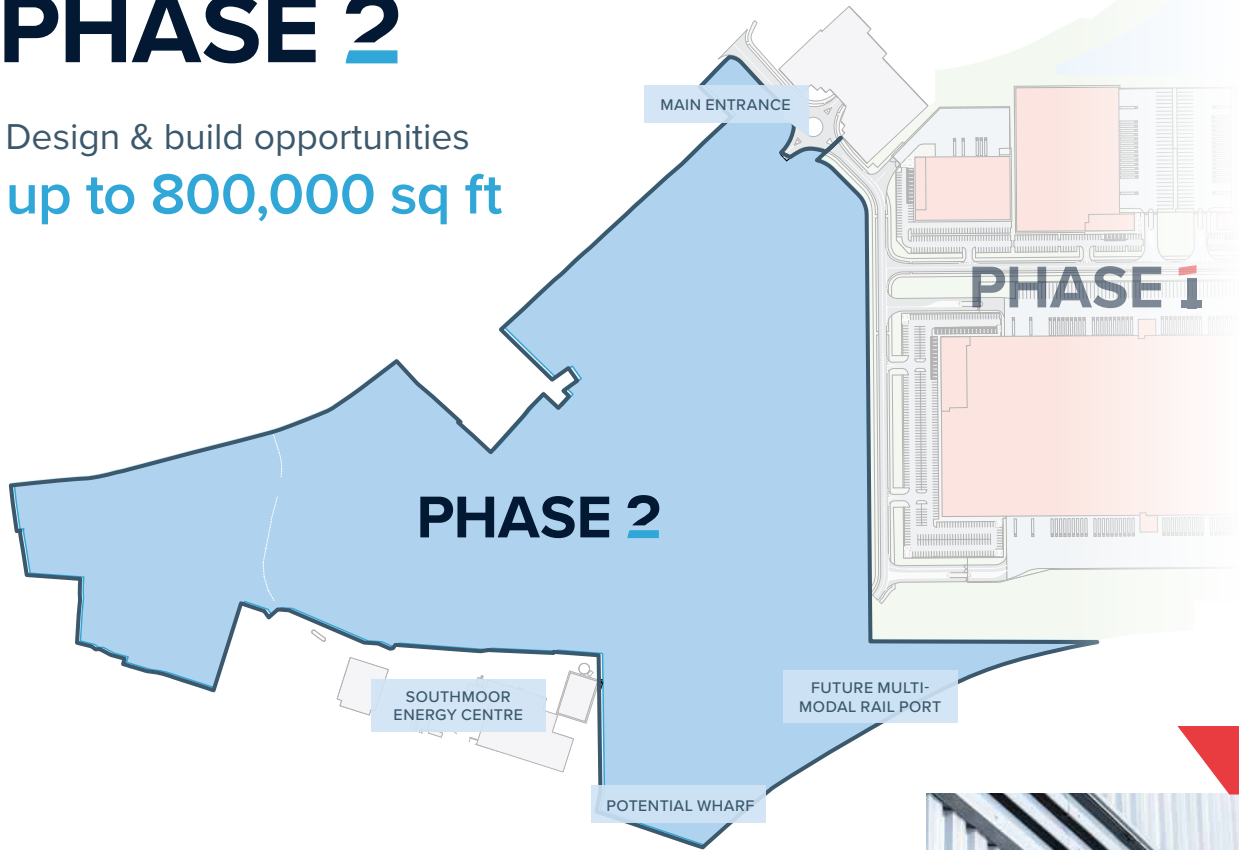 PHASE 2
Design & build opportunities
up to 800,000 sq ft
MAIN ENTRANCE
PHASE 1
PHASE 2
SOUTHMOOR
ENERGY CENTRE
FUTURE MULTI-
MODAL RAIL PORT
POTENTIAL WHARF